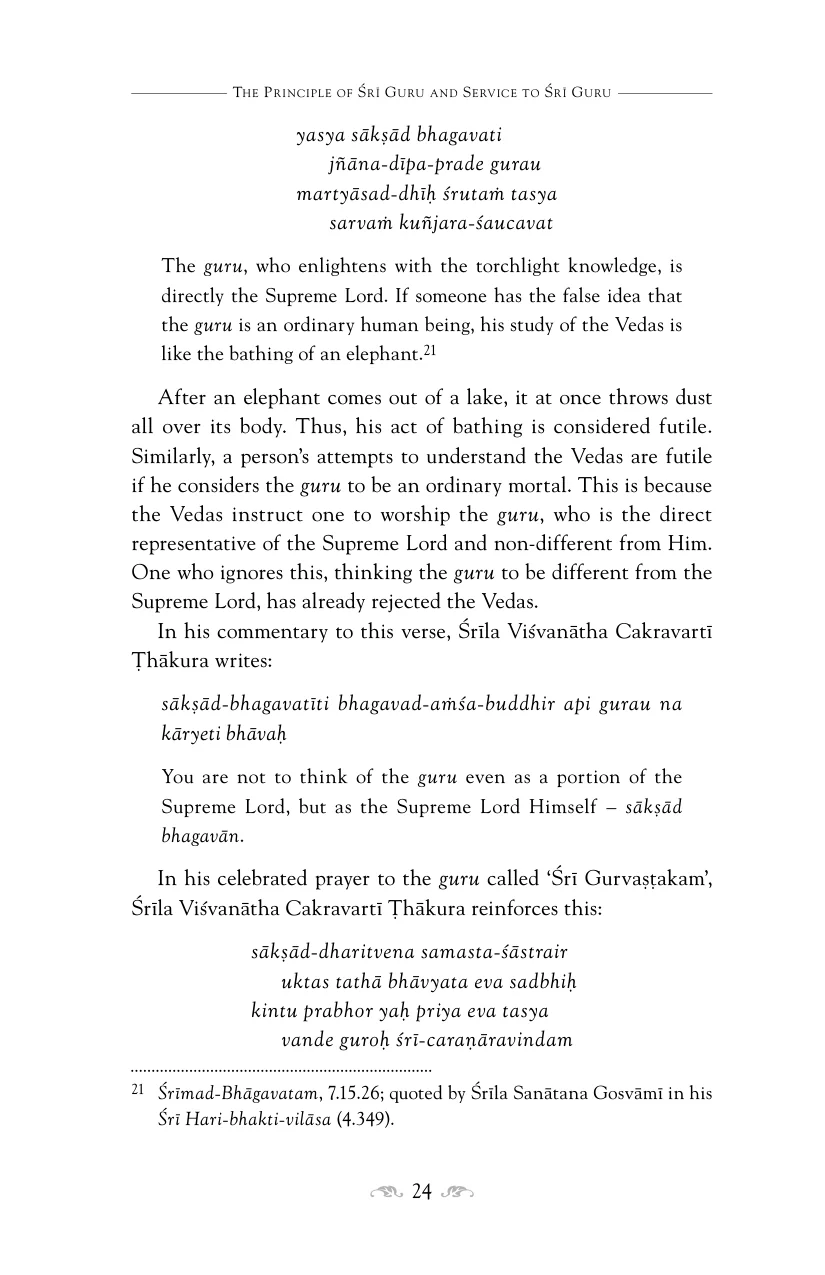 The Principle of Śrī Guru and Service to Śrī Guru
yasya sākṣād bhagavati
jñāna-dīpa-prade gurau
martyāsad-dhīḥ śrutaṁ tasya
sarvaṁ kuñjara-śaucavat
The guru, who enlightens with the torchlight knowledge, is
directly the Supreme Lord. If someone has the false idea that
the guru is an ordinary human being, his study of the Vedas is
like the bathing of an elephant.21
After an elephant comes out of a lake, it at once throws dust
all over its body. Thus, his act of bathing is considered futile.
Similarly, a person’s attempts to understand the Vedas are futile
if he considers the guru to be an ordinary mortal. This is because
the Vedas instruct one to worship the guru, who is the direct
representative of the Supreme Lord and non-different from Him.
One who ignores this, thinking the guru to be different from the
Supreme Lord, has already rejected the Vedas.
In his commentary to this verse, Śrīla Viśvanātha Cakravartī
Ṭhākura writes:
sākṣād-bhagavatīti bhagavad-aṁśa-buddhir api gurau na
kāryeti bhāvaḥ
You are not to think of the guru even as a portion of the
Supreme Lord, but as the Supreme Lord Himself – sākṣād
bhagavān.
In his celebrated prayer to the guru called ‘Śrī Gurvaṣṭakam’,
Śrīla Viśvanātha Cakravartī Ṭhākura reinforces this:
sākṣād-dharitvena samasta-śāstrair
uktas tathā bhāvyata eva sadbhiḥ
kintu prabhor yaḥ priya eva tasya
vande guroḥ śrī-caraṇāravindam
21 Śrīmad-Bhāgavatam, 7.15.26; quoted by Śrīla Sanātana Gosvāmī in his
Śrī Hari-bhakti-vilāsa (4.349).
24